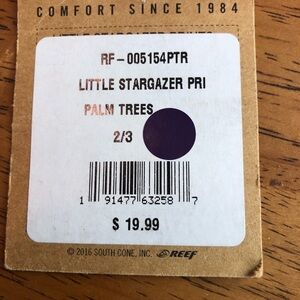 COMFORT SINCE 1984
RF-005154PTR
LITTLE STARGAZER PRI
PALM TREES
2/3
1 91477 63258 7
$ 19.99
© 2016 SOUTH CONE, INC. REEF